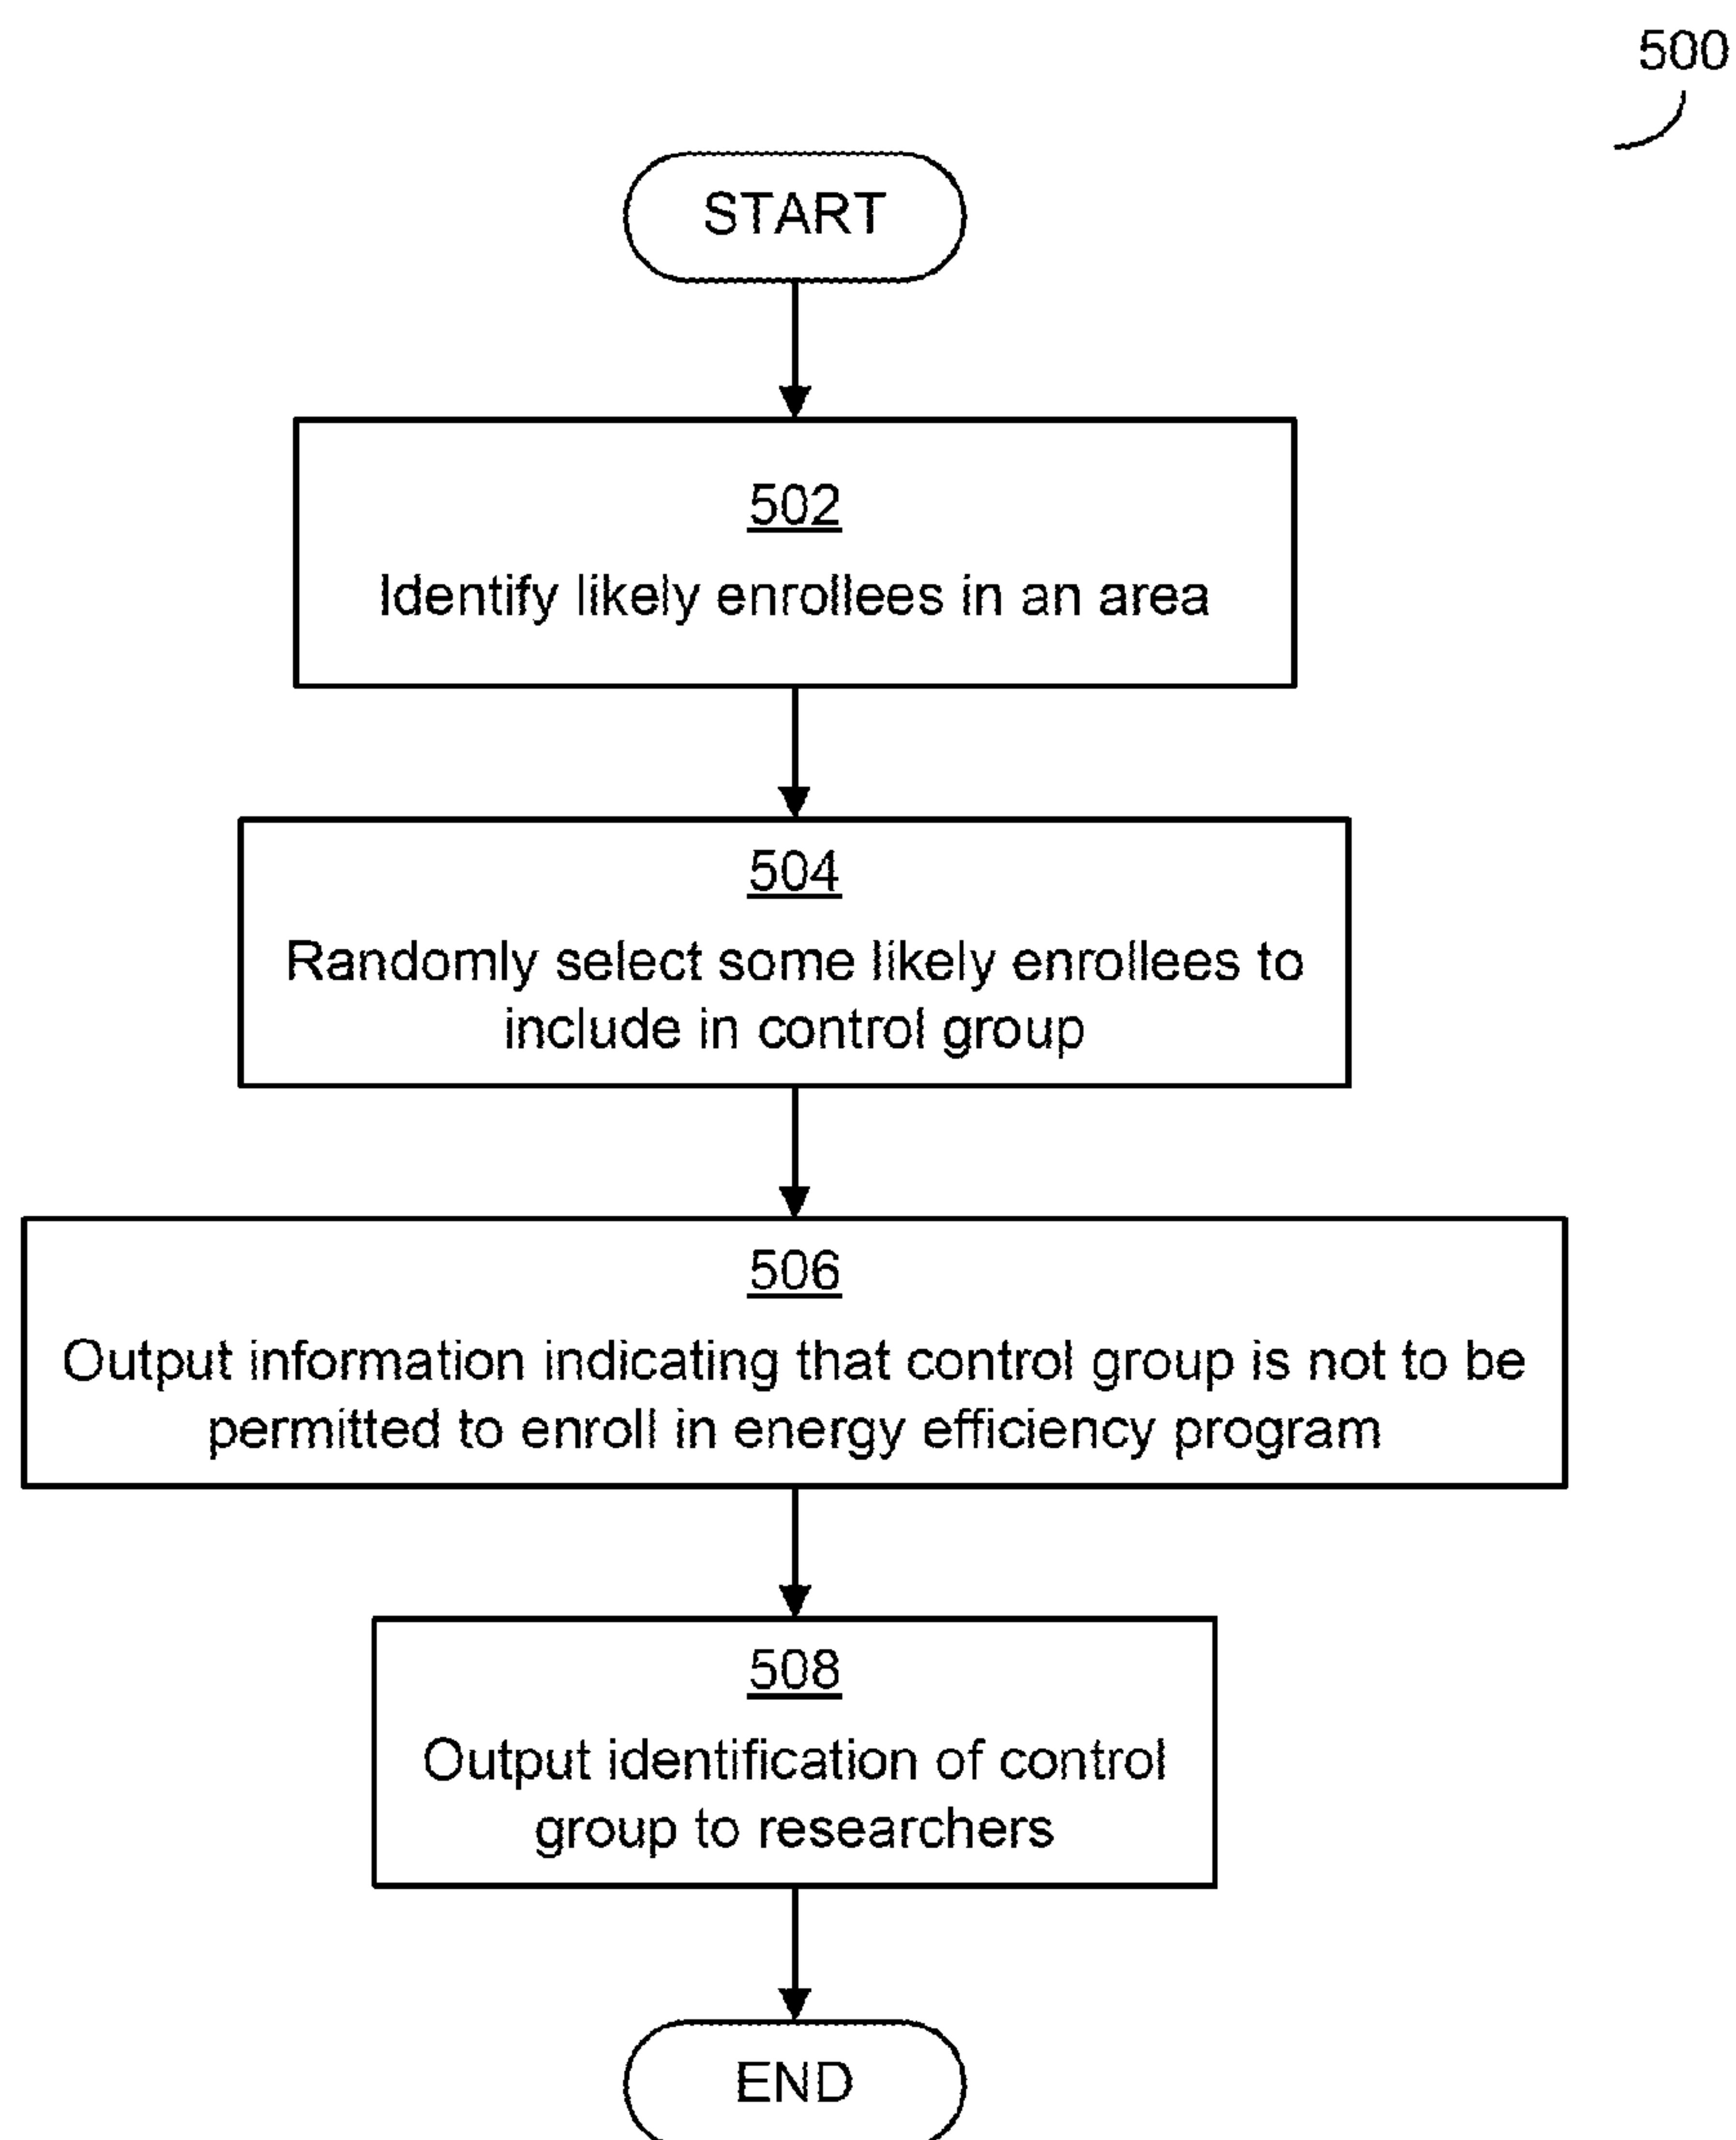 500
START
502
Identify likely enrollees in an area
504
Randomly select some likely enrollees to
include in control group
506
Output information indicating that control group is not to be
permitted to enroll in energy efficiency program
508
Output identification of control
group to researchers
END